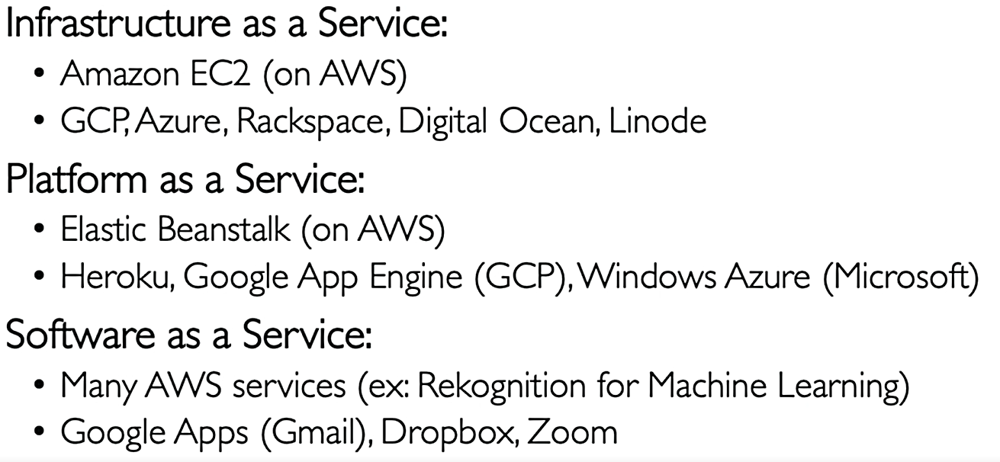 Infrastructure as a Service:
• Amazon EC2 (on AWS)
• GCP, Azure, Rackspace, Digital Ocean, Linode
Platform as a Service:
• Elastic Beanstalk (on AWS)
• Heroku, Google App Engine (GCP), Windows Azure (Microsoft)
Software as a Service:
• Many AWS services (ex: Rekognition for Machine Learning)
• Google Apps (Gmail), Dropbox, Zoom